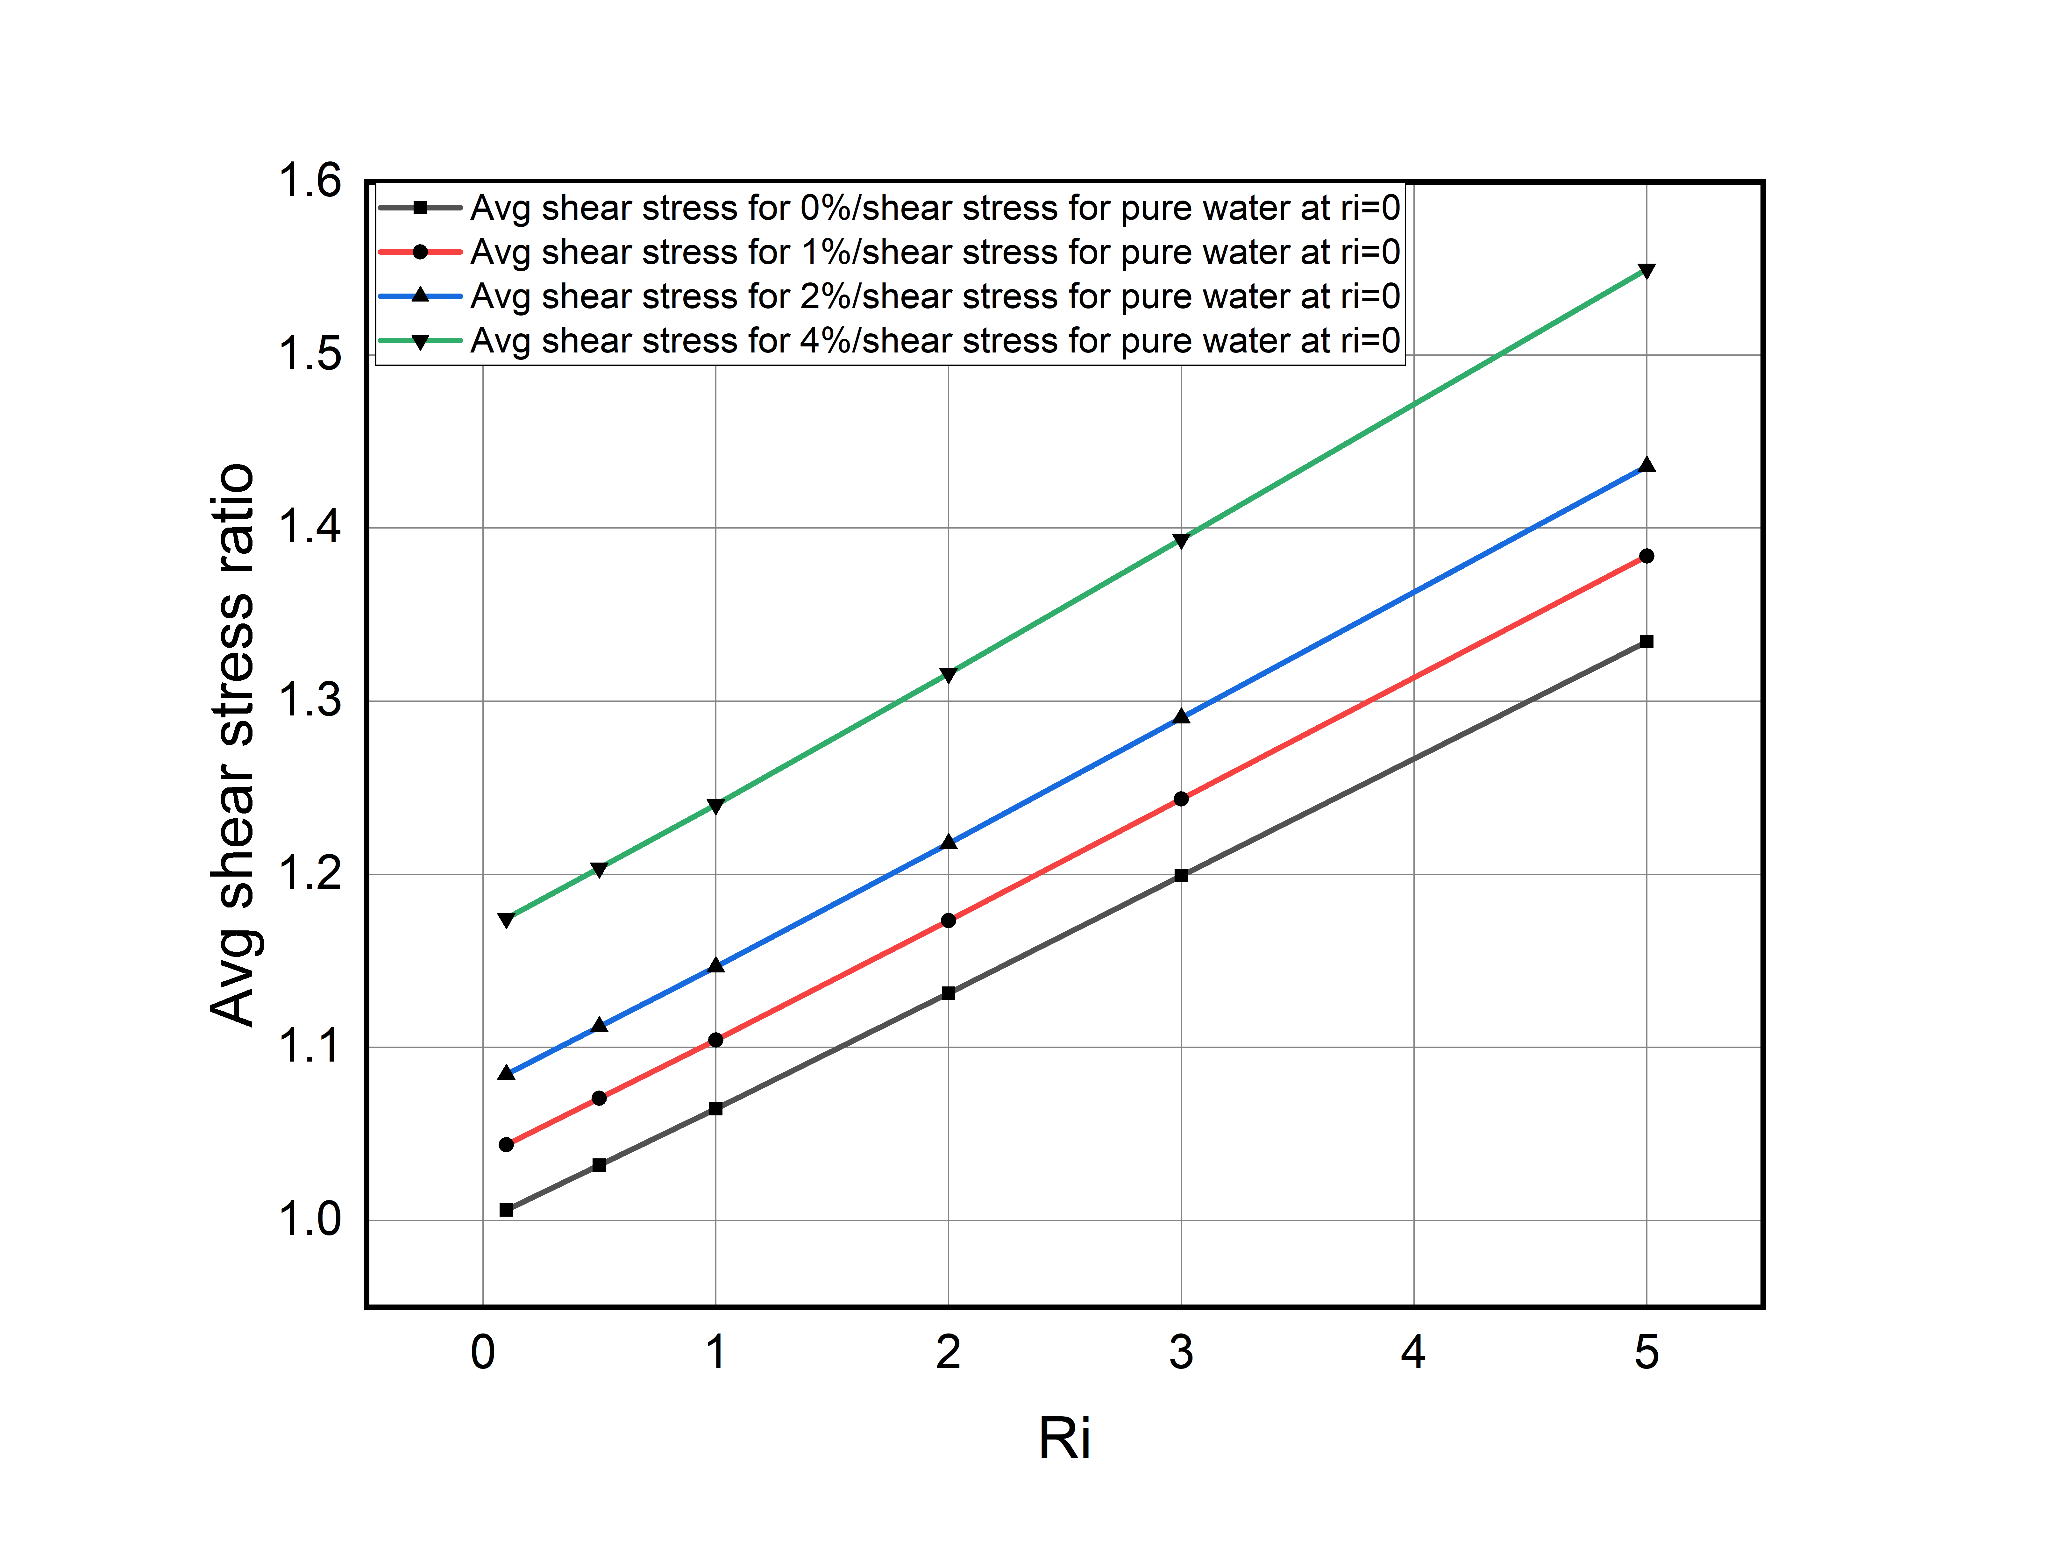 Avg shear stress for 0%/shear stress for pure water at ri=0
Avg shear stress for 1%/shear stress for pure water at ri=0
Avg shear stress for 2%/shear stress for pure water at ri=0
Avg shear stress for 4%/shear stress for pure water at ri=0
Avg shear stress ratio
1.6
1.5
1.4
1.3
1.2
1.1
1.0
0 1 2 3 4 5
Ri